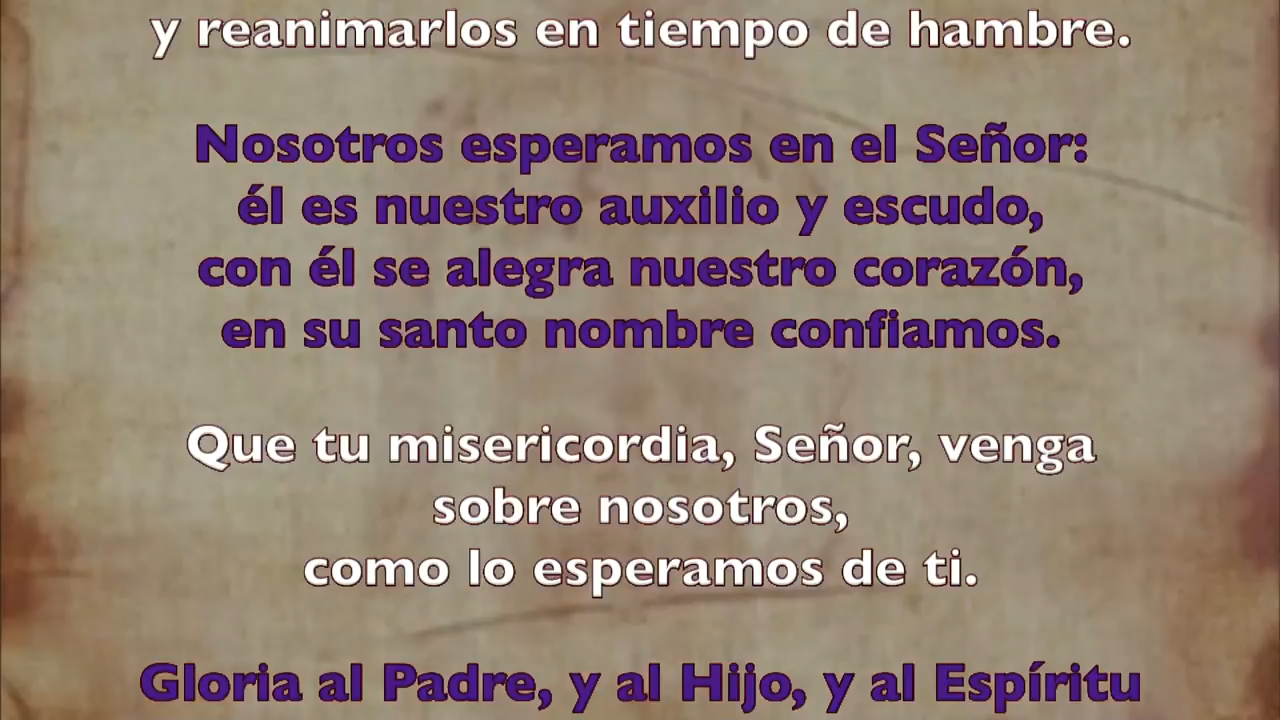 y reanimarlos en tiempo de hambre.
Nosotros esperamos en el Señor:
él es nuestro auxilio y escudo,
con él se alegra nuestro corazón,
en su santo nombre confiamos.
Que tu misericordia, Señor, venga
sobre nosotros,
como lo esperamos de ti.
Gloria al Padre, y al Hijo, y al Espíritu